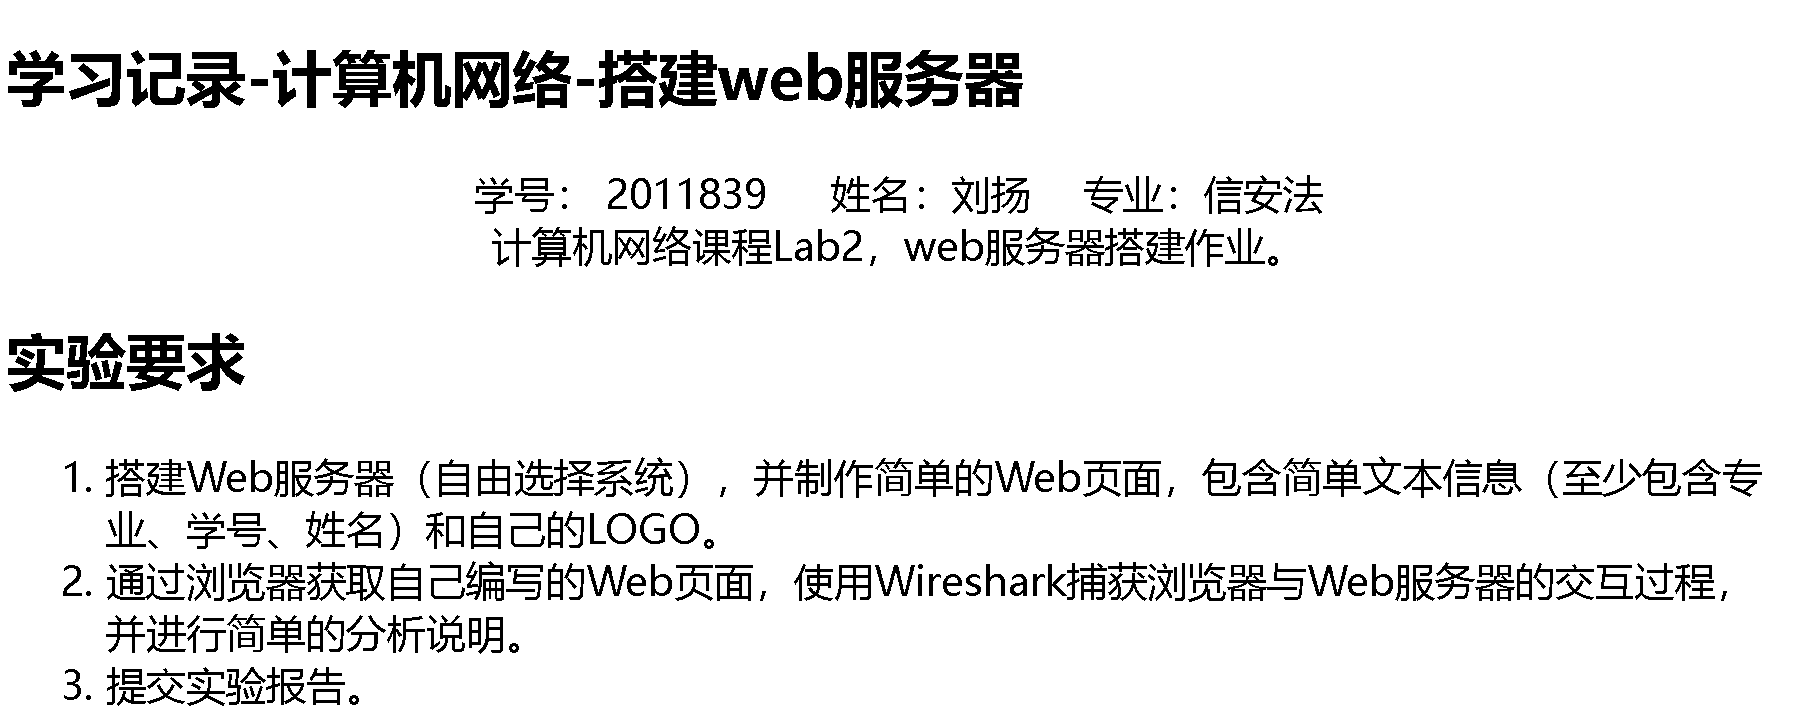 学习记录-计算机网络-搭建web服务器
学号： 2011839 姓名：刘扬 专业：信安法
计算机网络课程Lab2，web服务器搭建作业。
实验要求
1. 搭建Web服务器（自由选择系统），并制作简单的Web页面，包含简单文本信息（至少包含专
业、学号、姓名）和自己的LOGO。
2. 通过浏览器获取自己编写的Web页面，使用Wireshark捕获浏览器与Web服务器的交互过程，
并进行简单的分析说明。
3. 提交实验报告。